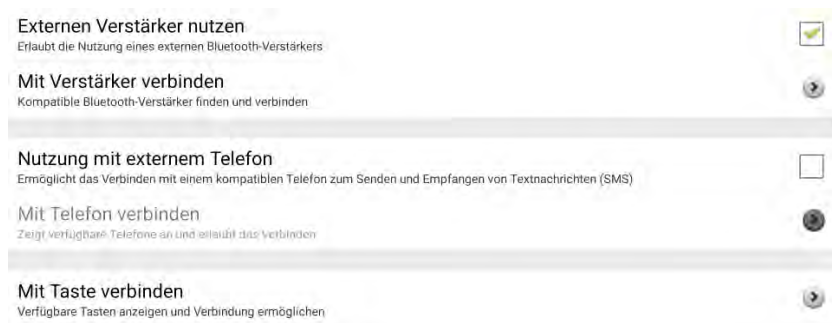 Externen Verstärker nutzen
Erlaubt die Nutzung eines externen Bluetooth-Verstärkers
Mit Verstärker verbinden
Kompatible Bluetooth-Verstärker finden und verbinden
Nutzung mit externem Telefon
Ermöglicht das Verbinden mit einem kompatiblen Telefon zum Senden und Empfangen von Textnachrichten (SMS)
Mit Telefon verbinden
Zeigt verfügbare Telefone an und erlaubt das Verbinden
Mit Taste verbinden
Verfügbare Tasten anzeigen und Verbindung ermöglichen